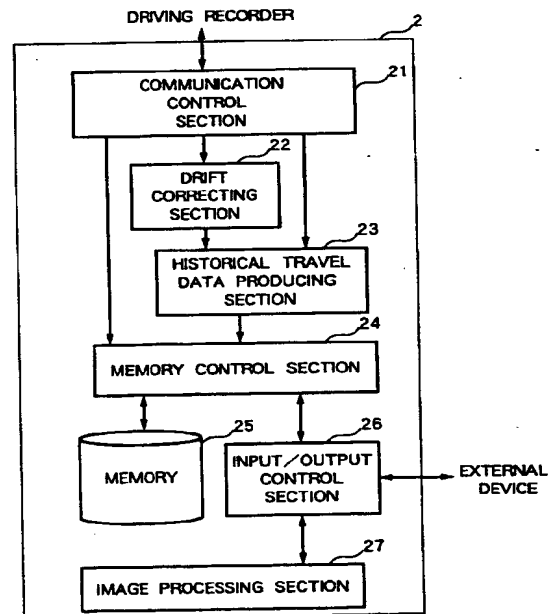 DRIVING RECORDER
2
21
COMMUNICATION
CONTROL
SECTION
22
DRIFT
CORRECTING
SECTION
23
HISTORICAL TRAVEL
DATA PRODUCING
SECTION
24
MEMORY CONTROL SECTION
25
MEMORY
26
INPUT/OUTPUT
CONTROL
SECTION
EXTERNAL
DEVICE
27
IMAGE PROCESSING SECTION